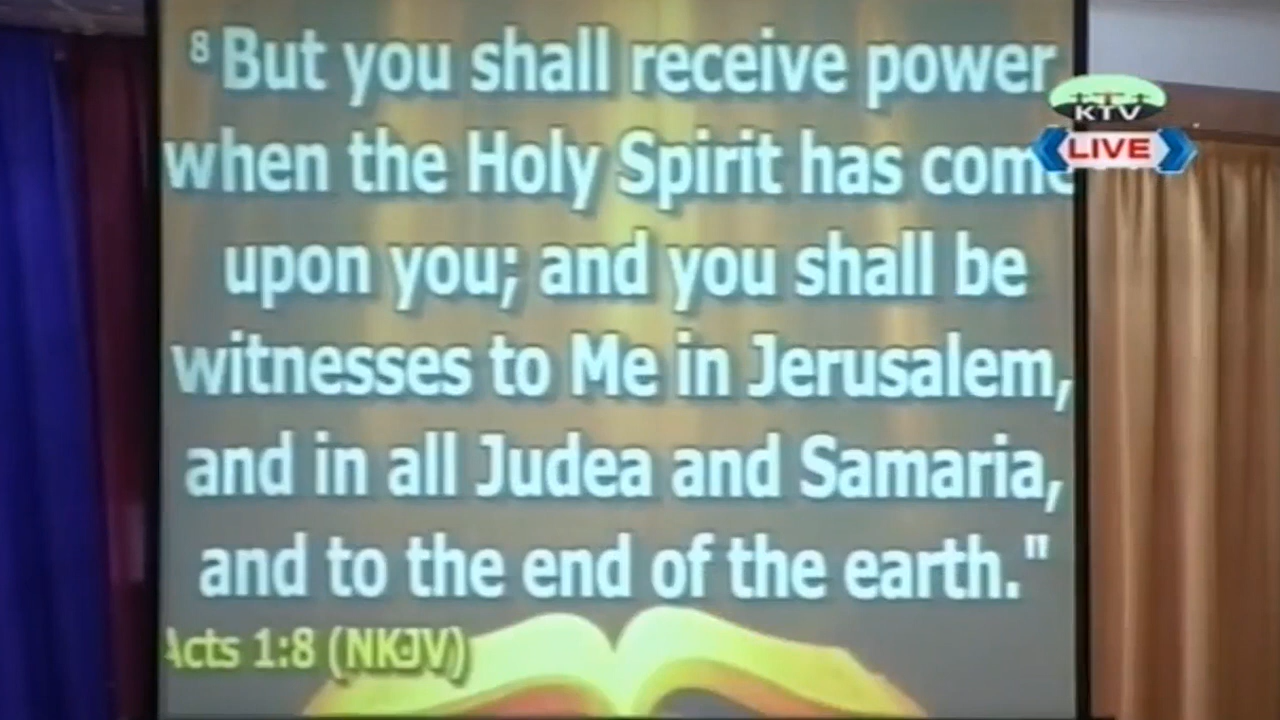 8 But you shall receive power
when the Holy Spirit has come
upon you; and you shall be
witnesses to Me in Jerusalem,
and in all Judea and Samaria,
and to the end of the earth."
Acts 1:8 (NKJV)
KTV
LIVE